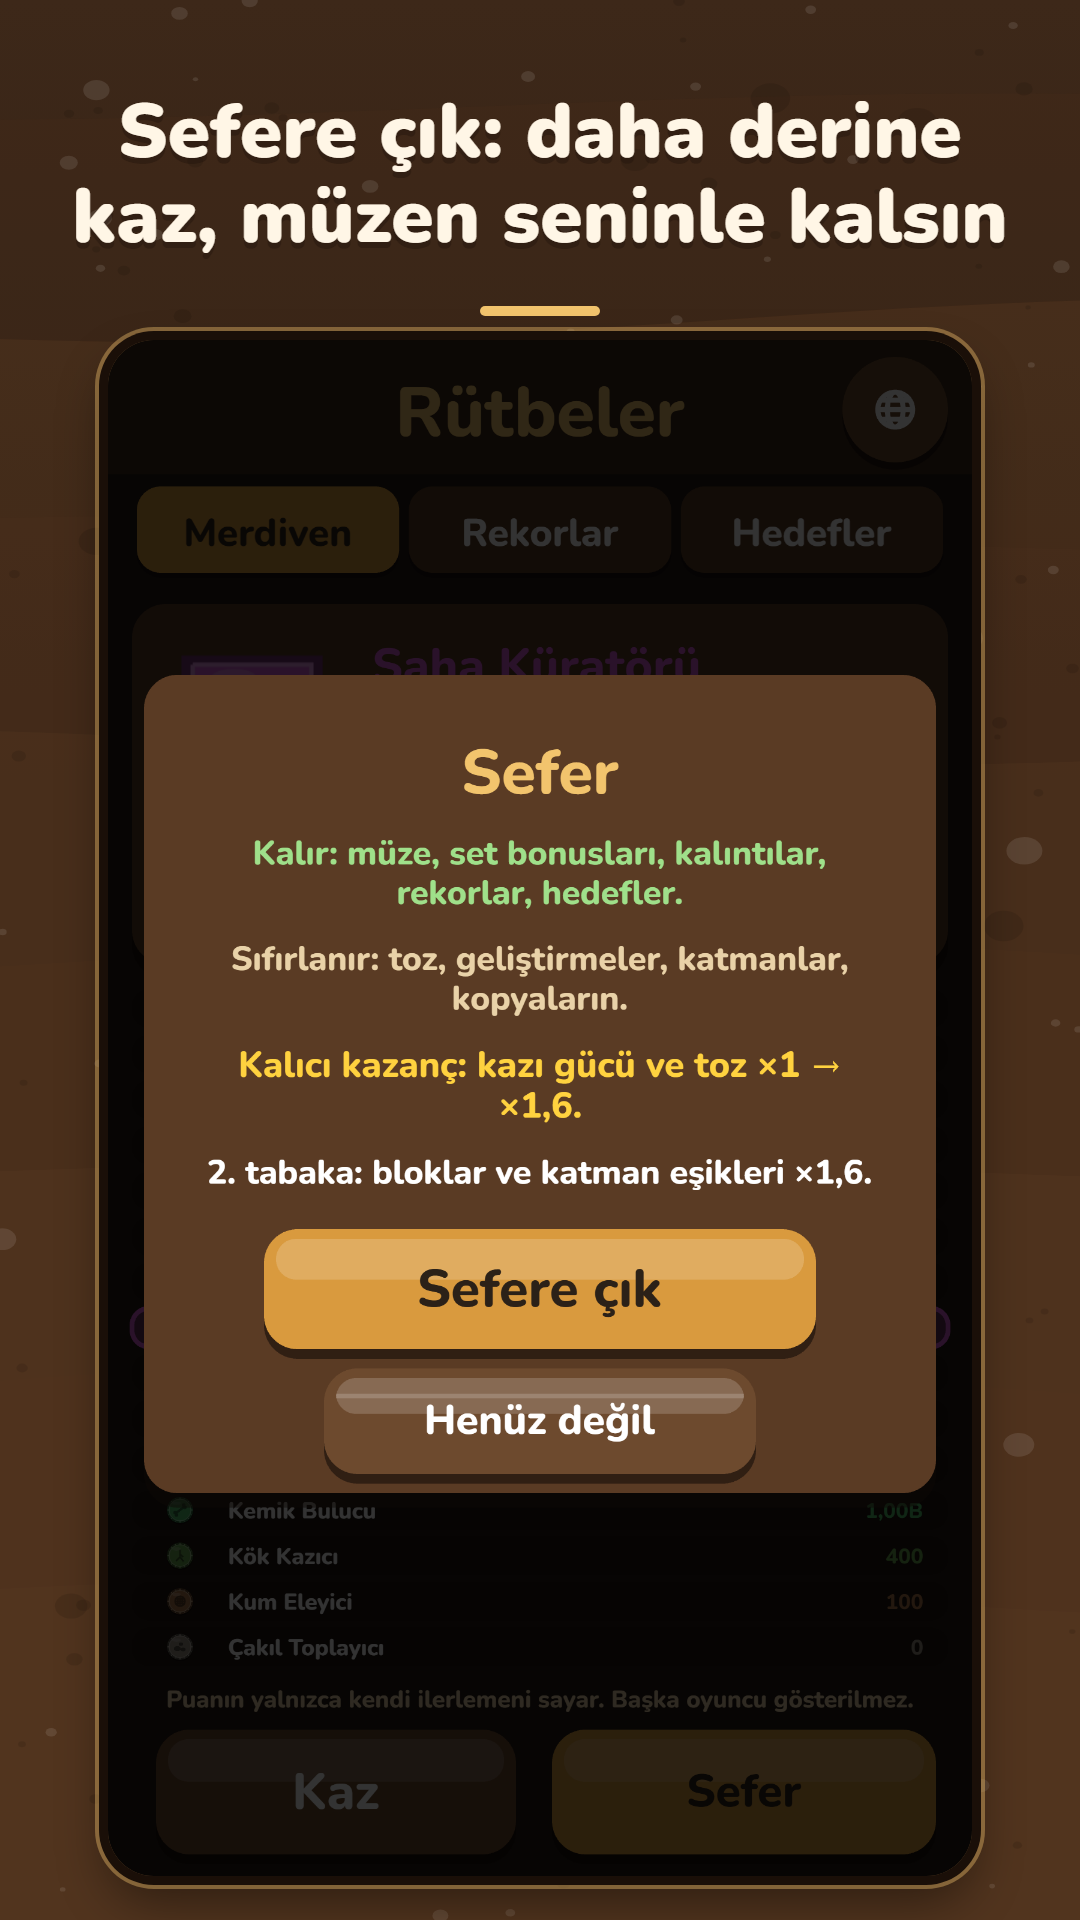 Sefere çık: daha derine
kaz, müzen seninle kalsın
Rütbeler
Merdiven
Rekorlar
Hedefler
Saha Küratörü
Sefer
Kalır: müze, set bonusları, kalıntılar,
rekorlar, hedefler.
Sıfırlanır: toz, geliştirmeler, katmanlar,
kopyaların.
Kalıcı kazanç: kazı gücü ve toz ×1 →
×1,6.
2. tabaka: bloklar ve katman eşikleri ×1,6.
Sefere çık
Henüz değil
Kemik Bulucu 1,00B
Kök Kazıcı 400
Kum Eleyici 100
Çakıl Toplayıcı 0
Puanın yalnızca kendi ilerlemeni sayar. Başka oyuncu gösterilmez.
Kaz
Sefer